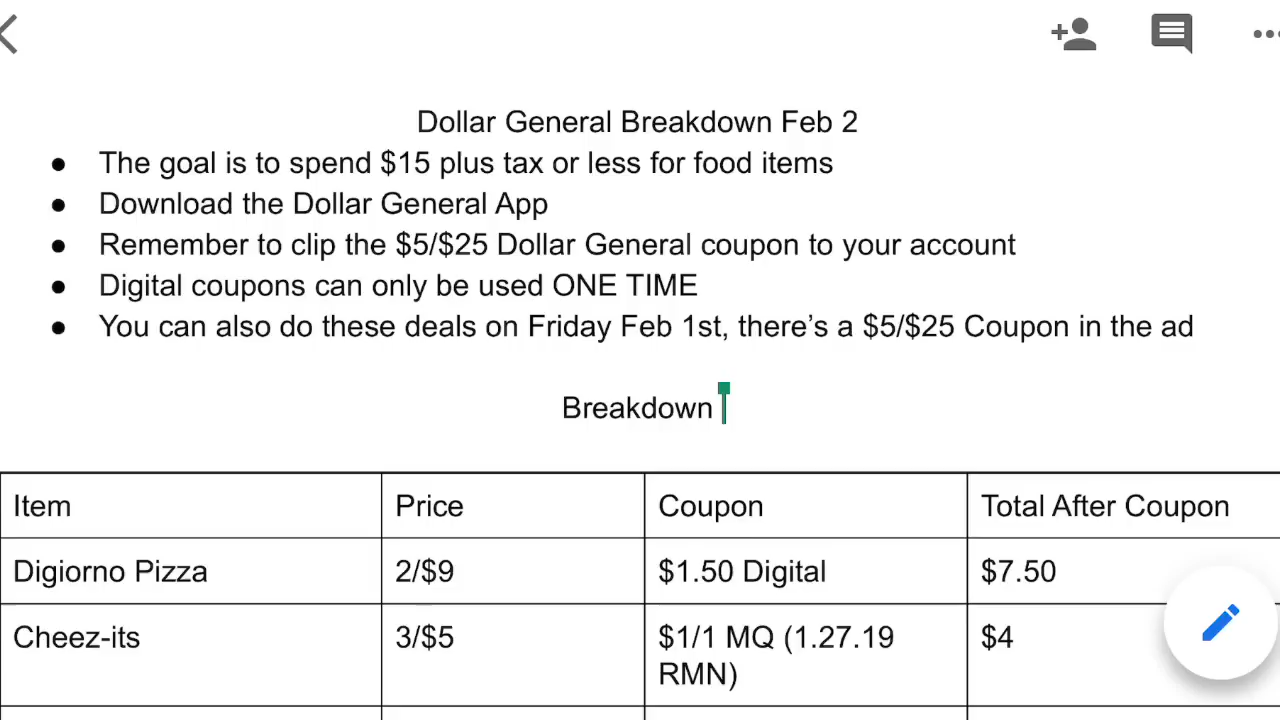 Dollar General Breakdown Feb 2
● The goal is to spend $15 plus tax or less for food items
● Download the Dollar General App
● Remember to clip the $5/$25 Dollar General coupon to your account
● Digital coupons can only be used ONE TIME
● You can also do these deals on Friday Feb 1st, there's a $5/$25 Coupon in the ad
Breakdown
Item Price Coupon Total After Coupon
Digiorno Pizza 2/$9 $1.50 Digital $7.50
Cheez-its 3/$5 $1/1 MQ (1.27.19 $4
RMN)